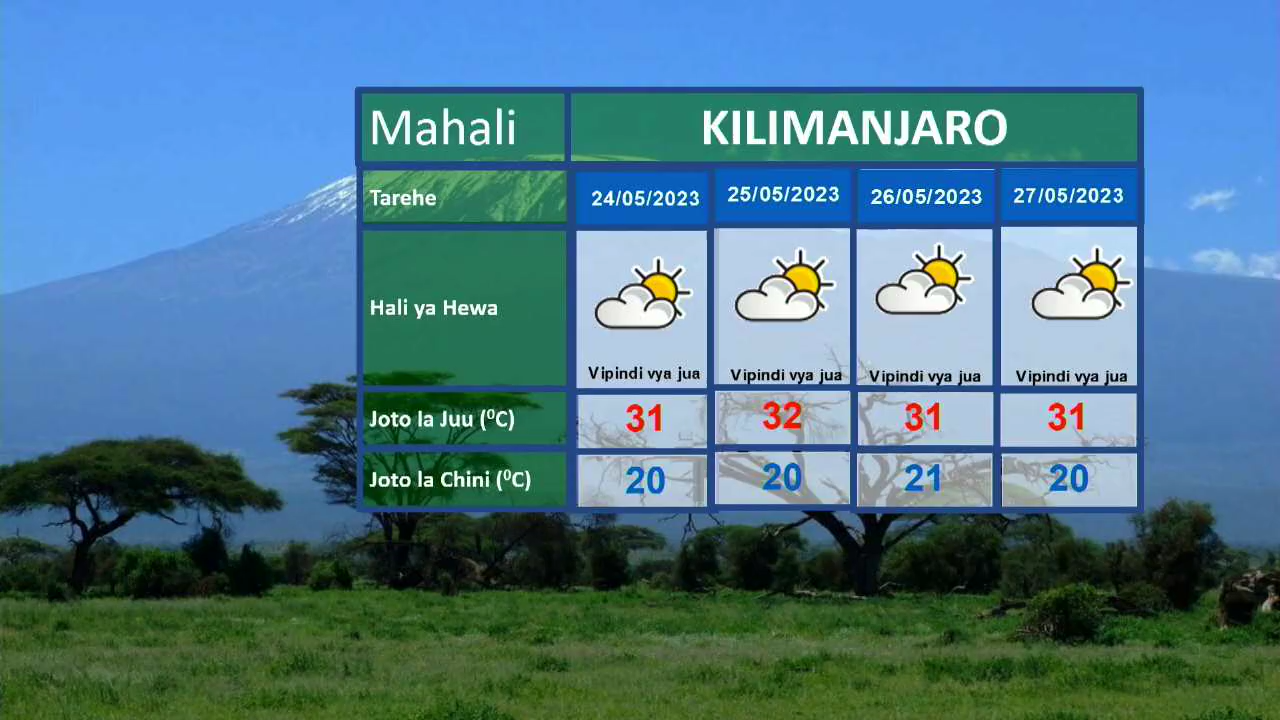 Mahali KILIMANJARO
Tarehe 24/05/2023 25/05/2023 26/05/2023 27/05/2023
Hali ya Hewa Vipindi vya jua Vipindi vya jua Vipindi vya jua Vipindi vya jua
Joto la Juu (⁰C) 31 32 31 31
Joto la Chini (⁰C) 20 20 21 20